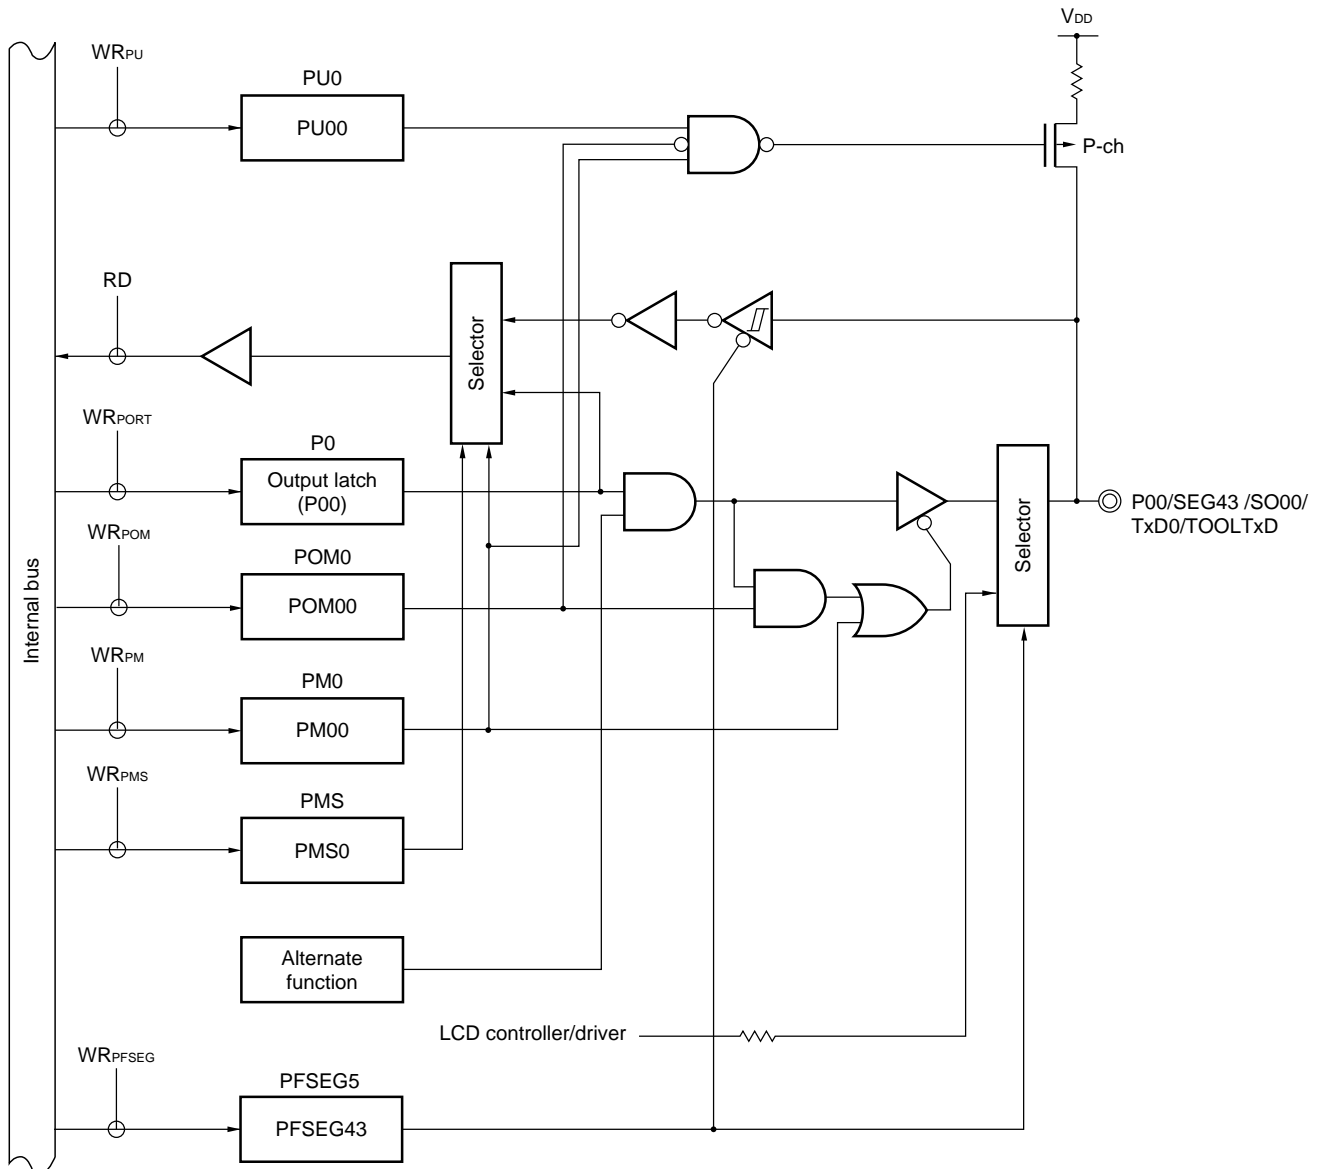 VDD
WRPU
PU0
PU00
P-ch
RD
Selector
WRPORT
P0
Output latch
(P00)
P00/SEG43 /SO00/
TxD0/TOOLTxD
Selector
WRPOM
POM0
POM00
Internal bus
WRPM
PM0
PM00
WRPMS
PMS
PMS0
Alternate
function
LCD controller/driver
WRPFSEG
PFSEG5
PFSEG43